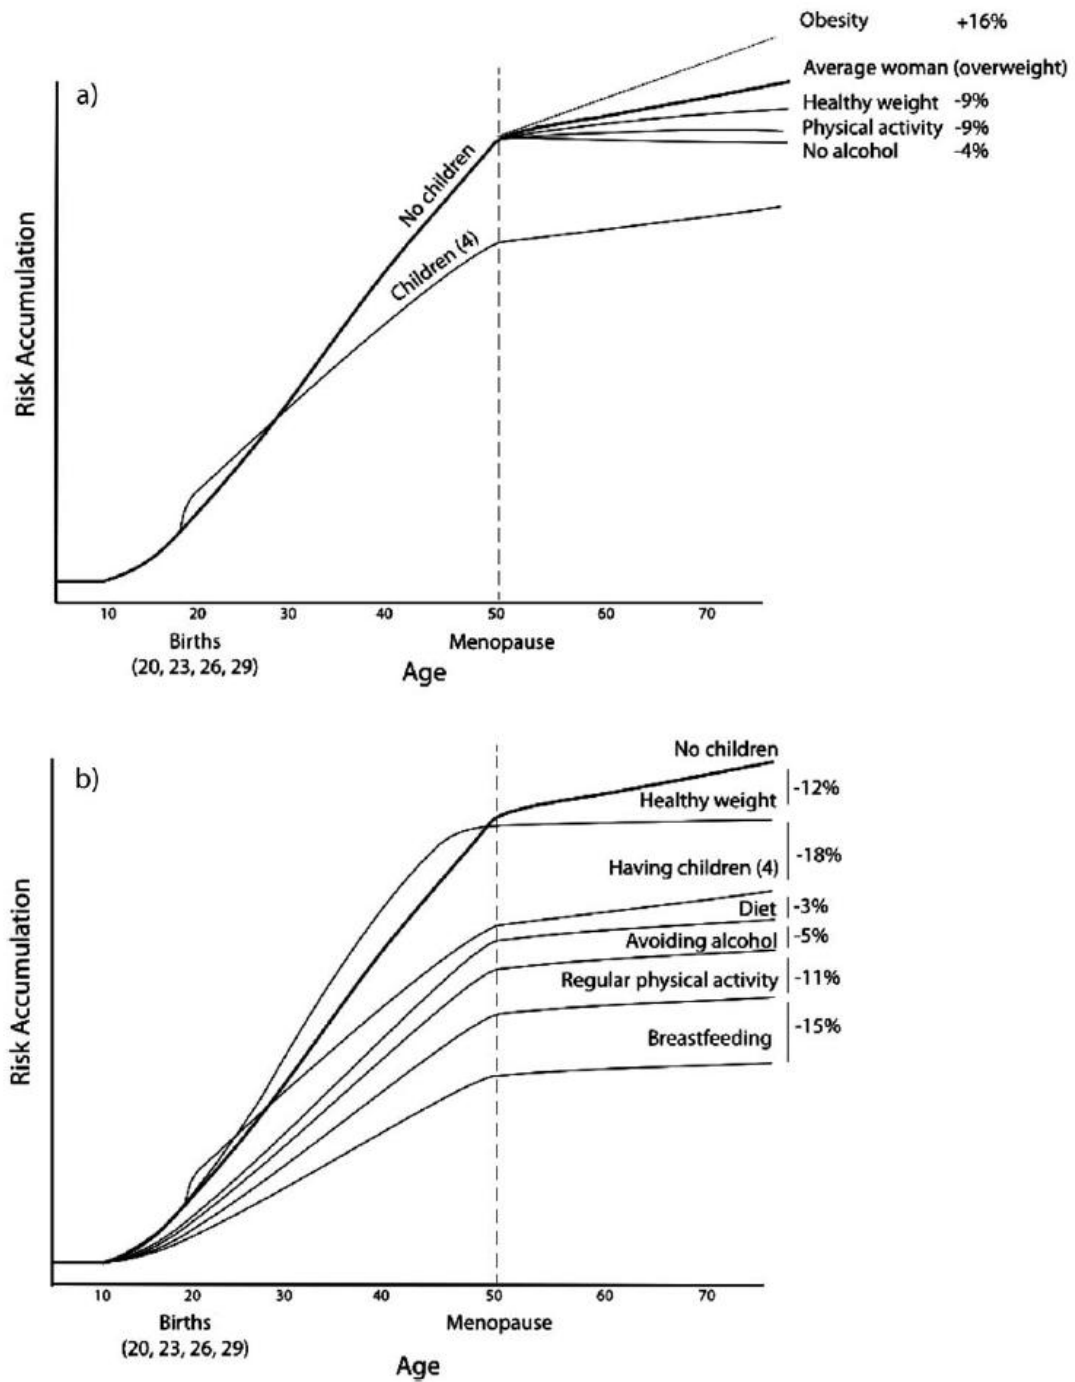 a)
Obesity +16%
Average woman (overweight)
Healthy weight -9%
Physical activity -9%
No alcohol -4%
No children
Children (4)
Risk Accumulation
10 20 30 40 50 60 70
Births Menopause
(20, 23, 26, 29)
Age
b)
No children
-12%
Healthy weight
-18%
Having children (4)
Diet -3%
Avoiding alcohol -5%
Regular physical activity -11%
-15%
Breastfeeding
Risk Accumulation
10 20 30 40 50 60 70
Births Menopause
(20, 23, 26, 29)
Age